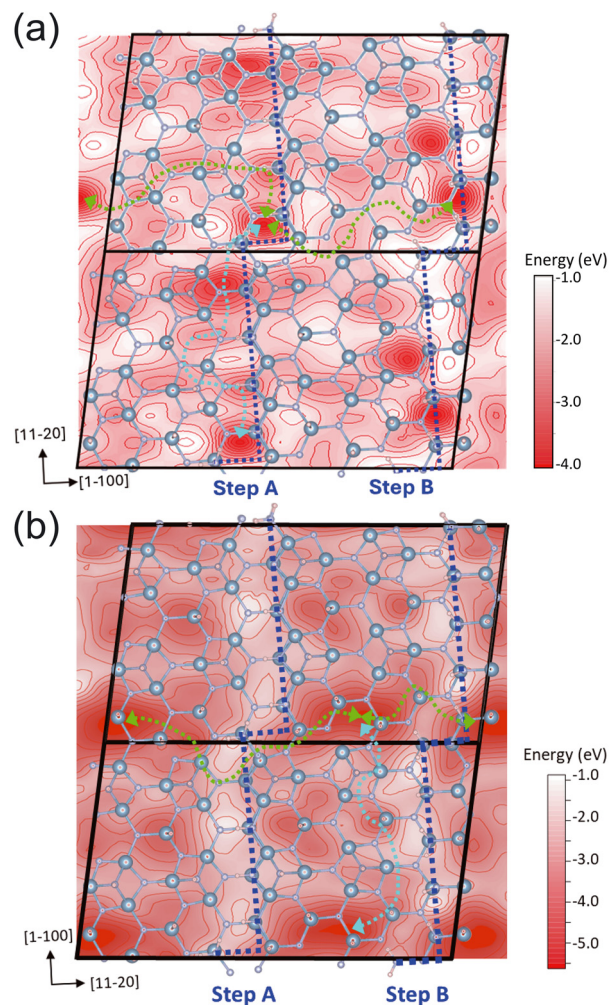 (a)
Energy (eV)
-1.0
-2.0
-3.0
-4.0
[11-20]
[1-100]
Step A
Step B
(b)
Energy (eV)
-1.0
-2.0
-3.0
-4.0
-5.0
[1-100]
[11-20]
Step A
Step B